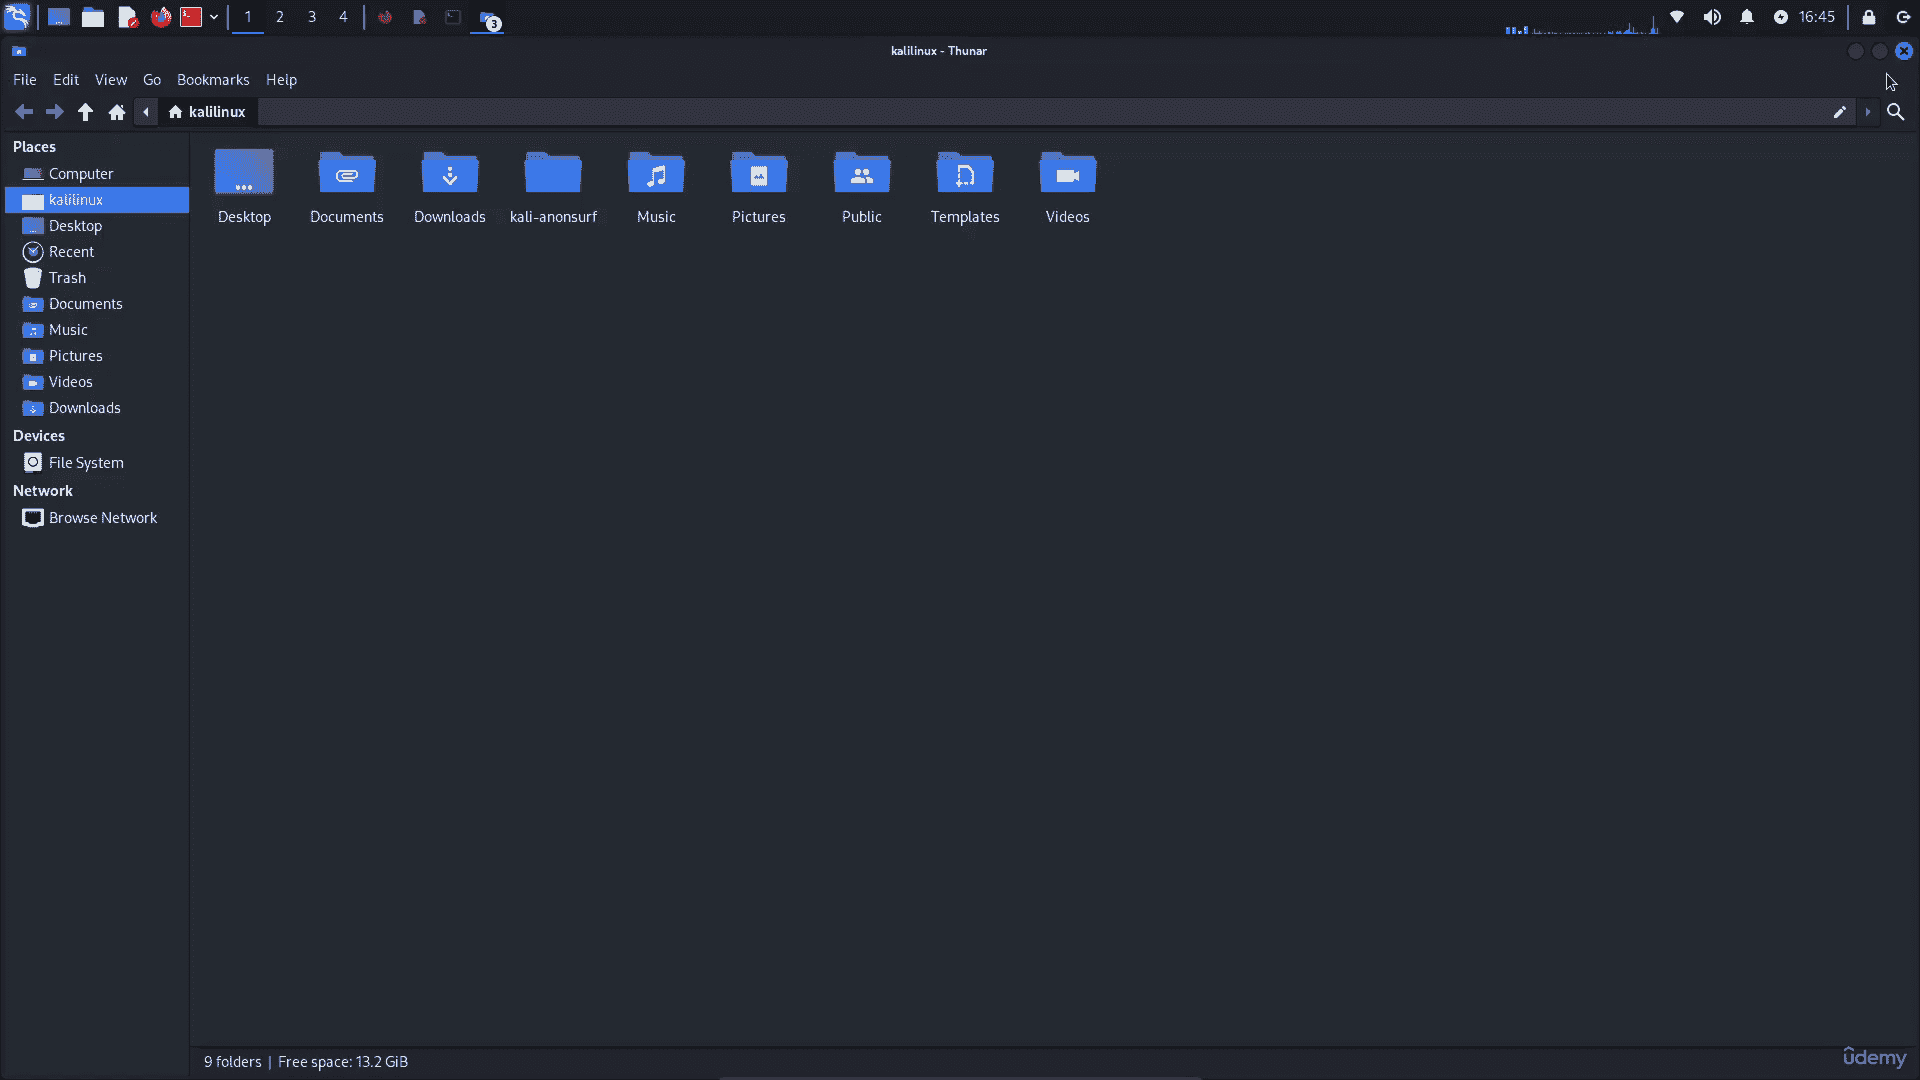 1 2 3 4 3 16:45
kalilinux - Thunar
File Edit View Go Bookmarks Help
kalilinux
Places
Computer
kalilinux
Desktop
Recent
Trash
Documents
Music
Pictures
Videos
Downloads
Devices
File System
Network
Browse Network
Desktop Documents Downloads kali-anonsurf Music Pictures Public Templates Videos
9 folders | Free space: 13.2 GiB
ûdemy